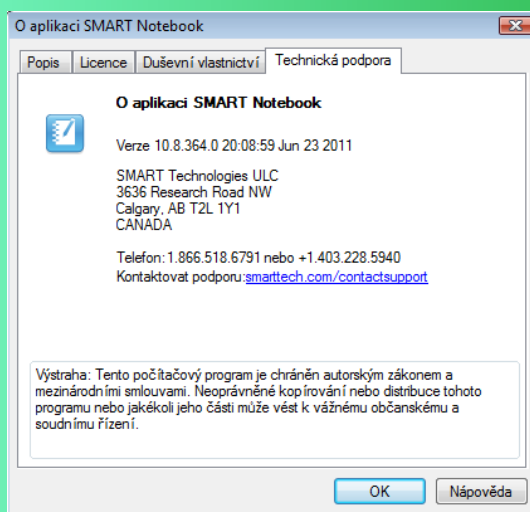 O aplikaci SMART Notebook
Popis Licence Duševní vlastnictví Technická podpora
O aplikaci SMART Notebook
Verze 10.8.364.0 20:08:59 Jun 23 2011
SMART Technologies ULC
3636 Research Road NW
Calgary, AB T2L 1Y1
CANADA
Telefon:1.866.518.6791 nebo +1.403.228.5940
Kontaktovat podporu:smarttech.com/contactsupport
Výstraha: Tento počítačový program je chráněn autorským zákonem a
mezinárodními smlouvami. Neoprávněné kopírování nebo distribuce tohoto
programu nebo jakékoli jeho části může vést k vážnému občanskému a
soudnímu řízení.
OK Nápověda